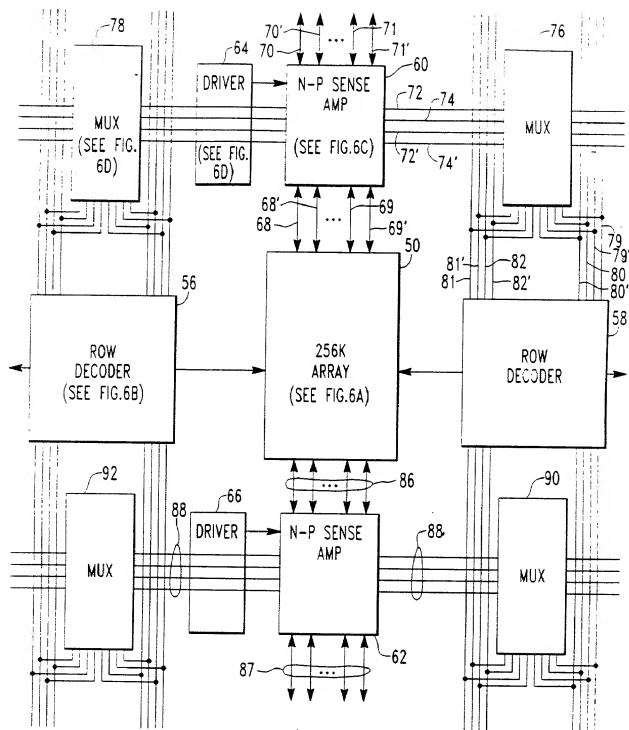 78
70'
70
71
71'
64
60
76
DRIVER
N-P SENSE
AMP
(SEE FIG.6C)
MUX
(SEE FIG.
6D)
(SEE FIG.
6D)
72
74
72'
74'
MUX
68'
68
69
69'
79
79'
80
80'
81'
81
82
82'
56
50
58
ROW
DECODER
(SEE FIG.6B)
256K
ARRAY
(SEE FIG.6A)
ROW
DECODER
86
92
88
66
90
DRIVER
N-P SENSE
AMP
88
MUX
MUX
87
62